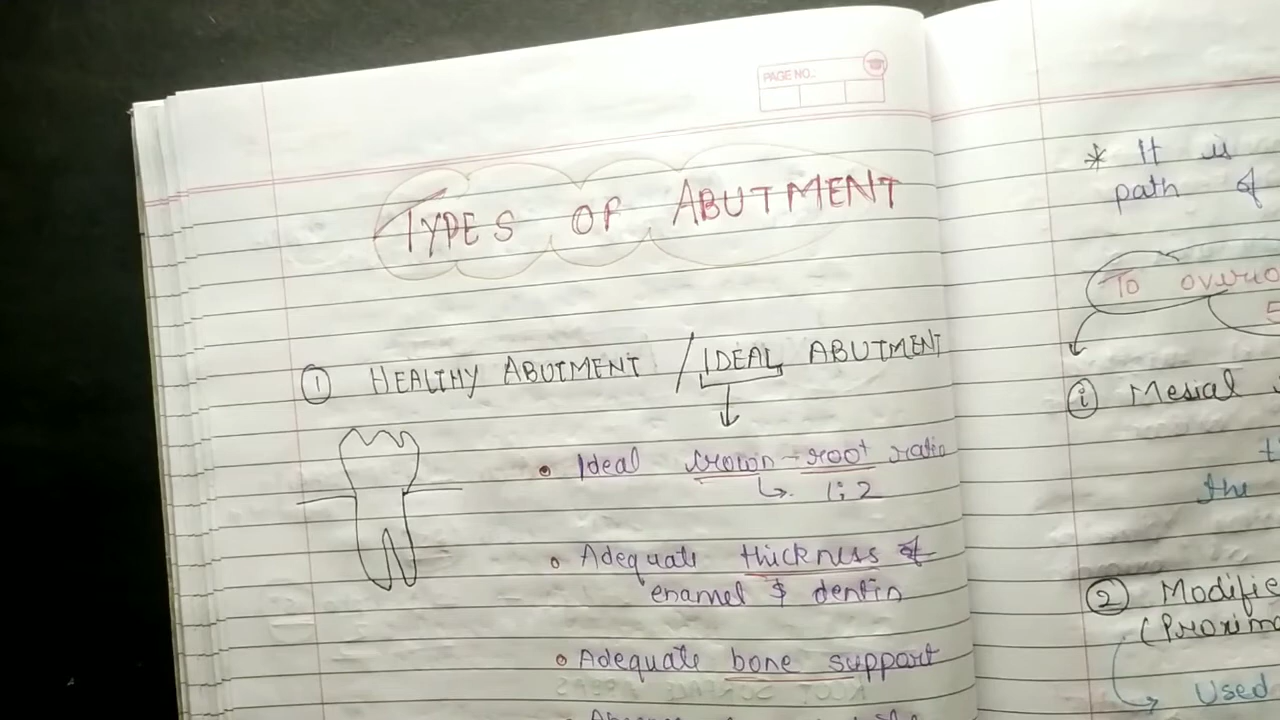 PAGE NO.:
TYPES OF ABUTMENT
① HEALTHY ABUTMENT / IDEAL ABUTMENT
• Ideal crown-root ratio
↳ 1:2
• Adequate thickness of
enamel & dentin
• Adequate bone support
* It is
path of
To
ⓘ Mesial
the
② Modifie
(Proxima
↳ Used